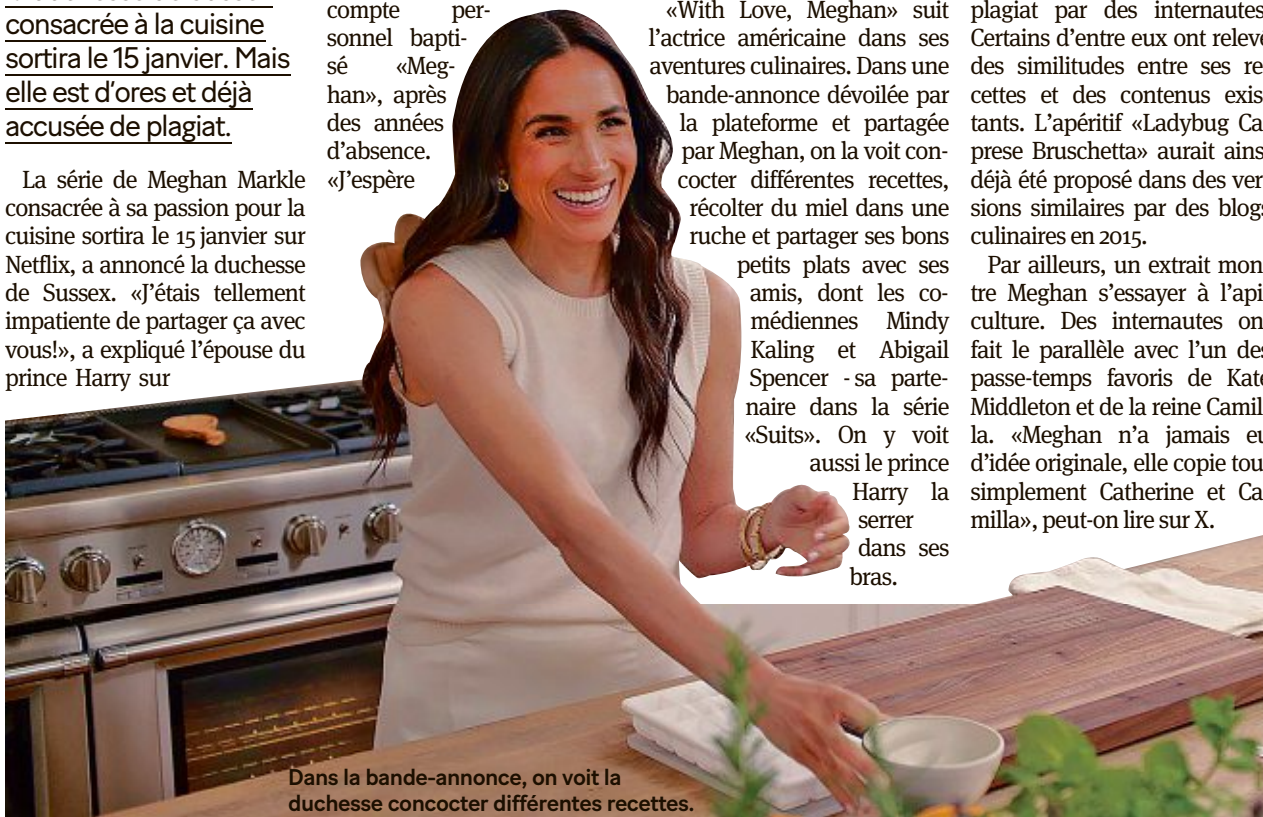 consacrée à la cuisine
sortira le 15 janvier. Mais
elle est d’ores et déjà
accusée de plagiat.
La série de Meghan Markle
consacrée à sa passion pour la
cuisine sortira le 15 janvier sur
Netflix, a annoncé la duchesse
de Sussex. «J’étais tellement
impatiente de partager ça avec
vous!», a expliqué l’épouse du
prince Harry sur
compte per-
sonnel bapti-
sé «Meg-
han», après
des années
d’absence.
«J’espère
«With Love, Meghan» suit
l’actrice américaine dans ses
aventures culinaires. Dans une
bande-annonce dévoilée par
la plateforme et partagée
par Meghan, on la voit con-
cocter différentes recettes,
récolter du miel dans une
ruche et partager ses bons
petits plats avec ses
amis, dont les co-
médiennes Mindy
Kaling et Abigail
Spencer - sa parte-
naire dans la série
«Suits». On y voit
aussi le prince
Harry la
serrer
dans ses
bras.
plagiat par des internautes
Certains d’entre eux ont relevé
des similitudes entre ses re
cettes et des contenus exis
tants. L’apéritif «Ladybug Ca
prese Bruschetta» aurait ains
déjà été proposé dans des ver
sions similaires par des blogs
culinaires en 2015.
Par ailleurs, un extrait mon
tre Meghan s’essayer à l’api
culture. Des internautes on
fait le parallèle avec l’un des
passe-temps favoris de Kate
Middleton et de la reine Camil
la. «Meghan n’a jamais eu
d’idée originale, elle copie tou
simplement Catherine et Ca
milla», peut-on lire sur X.
Dans la bande-annonce, on voit la
duchesse concocter différentes recettes.